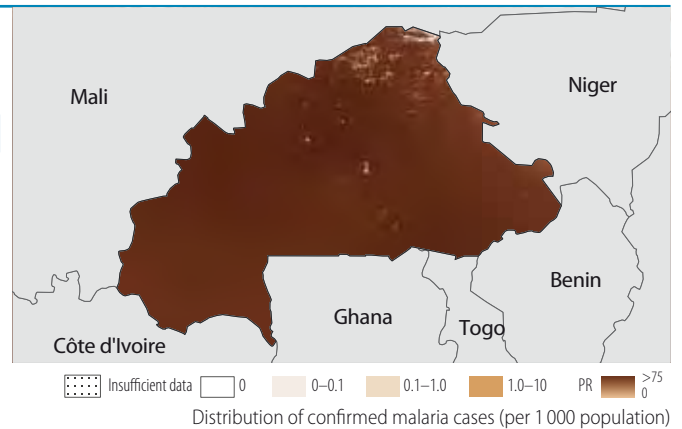 Mali
Niger
Benin
Ghana
Togo
Côte d'Ivoire
Insufficient data 0 0–0.1 0.1–1.0 1.0–10 PR >75
0
Distribution of confirmed malaria cases (per 1 000 population)